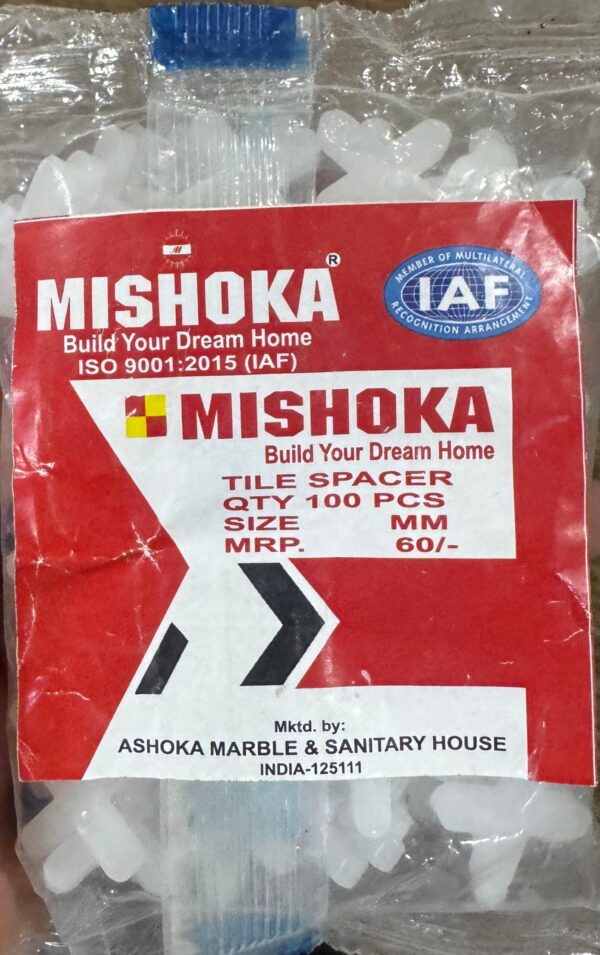 M
MISHOKA®
Build Your Dream Home
ISO 9001:2015 (IAF)
MEMBER OF MULTILATERAL
IAF
RECOGNITION ARRANGEMENT
MISHOKA
Build Your Dream Home
TILE SPACER
QTY 100 PCS
SIZE MM
MRP. 60/-
Mktd. by:
ASHOKA MARBLE & SANITARY HOUSE
INDIA-125111